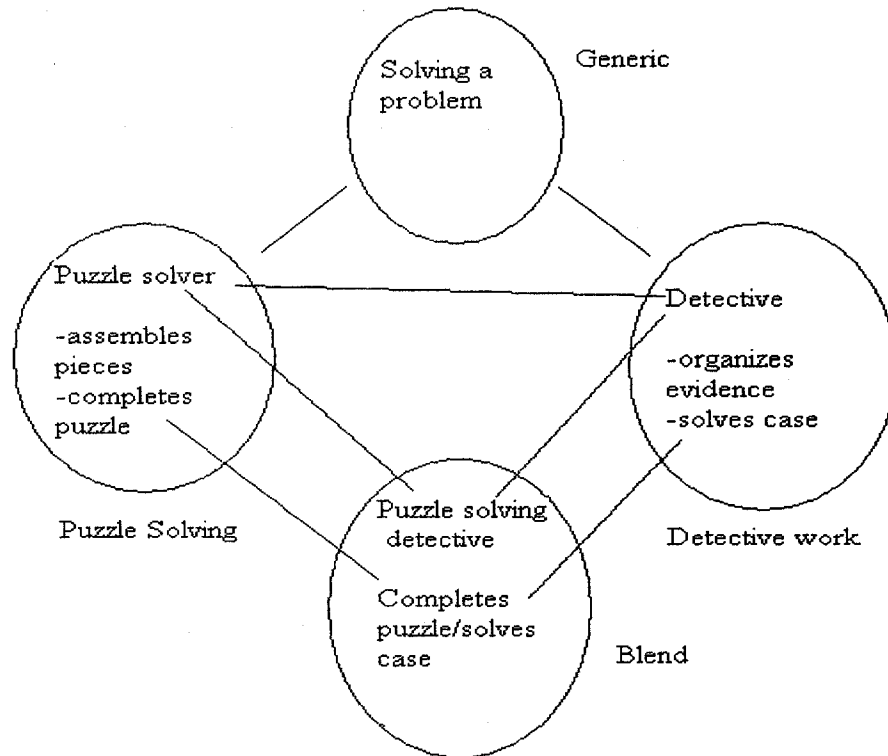 Solving a
problem
Generic
Puzzle solver
-assembles
pieces
-completes
puzzle
Puzzle Solving
Detective
-organizes
evidence
-solves case
Detective work
Puzzle solving
detective
Completes
puzzle/solves
case
Blend